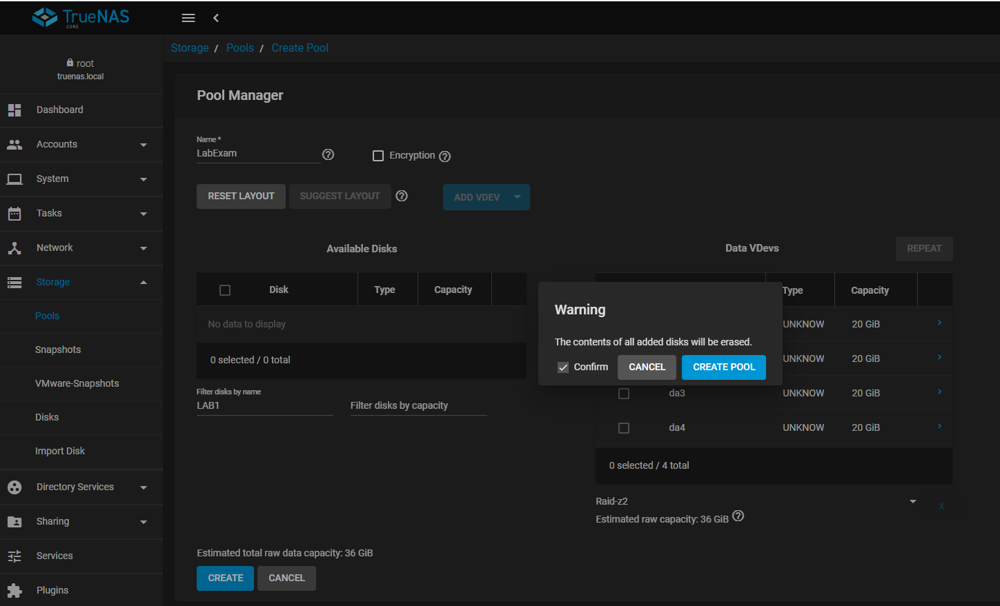 TrueNAS
CORE
Storage / Pools / Create Pool
root
truenas.local
Dashboard
Accounts
System
Tasks
Network
Storage
Pools
Snapshots
VMware-Snapshots
Disks
Import Disk
Directory Services
Sharing
Services
Plugins
Pool Manager
Name *
LabExam
Encryption
RESET LAYOUT
SUGGEST LAYOUT
ADD VDEV
Available Disks
Disk Type Capacity
No data to display
0 selected / 0 total
Filter disks by name
LAB1
Filter disks by capacity
Data VDevs
REPEAT
Type Capacity
UNKNOW 20 GiB
UNKNOW 20 GiB
da3 UNKNOW 20 GiB
da4 UNKNOW 20 GiB
0 selected / 4 total
Raid-z2
X
Estimated raw capacity: 36 GiB
Warning
The contents of all added disks will be erased.
Confirm
CANCEL
CREATE POOL
Estimated total raw data capacity: 36 GiB
CREATE
CANCEL